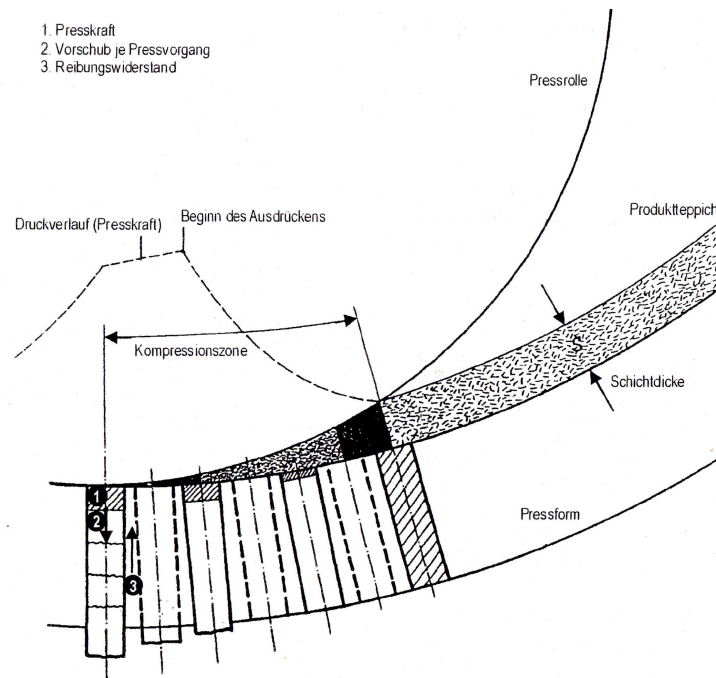 1. Presskraft
2. Vorschub je Pressvorgang
3. Reibungswiderstand
Pressrolle
Produktteppich
Druckverlauf (Presskraft)
Beginn des Ausdrückens
Kompressionszone
S
Schichtdicke
Pressform
1
2
3